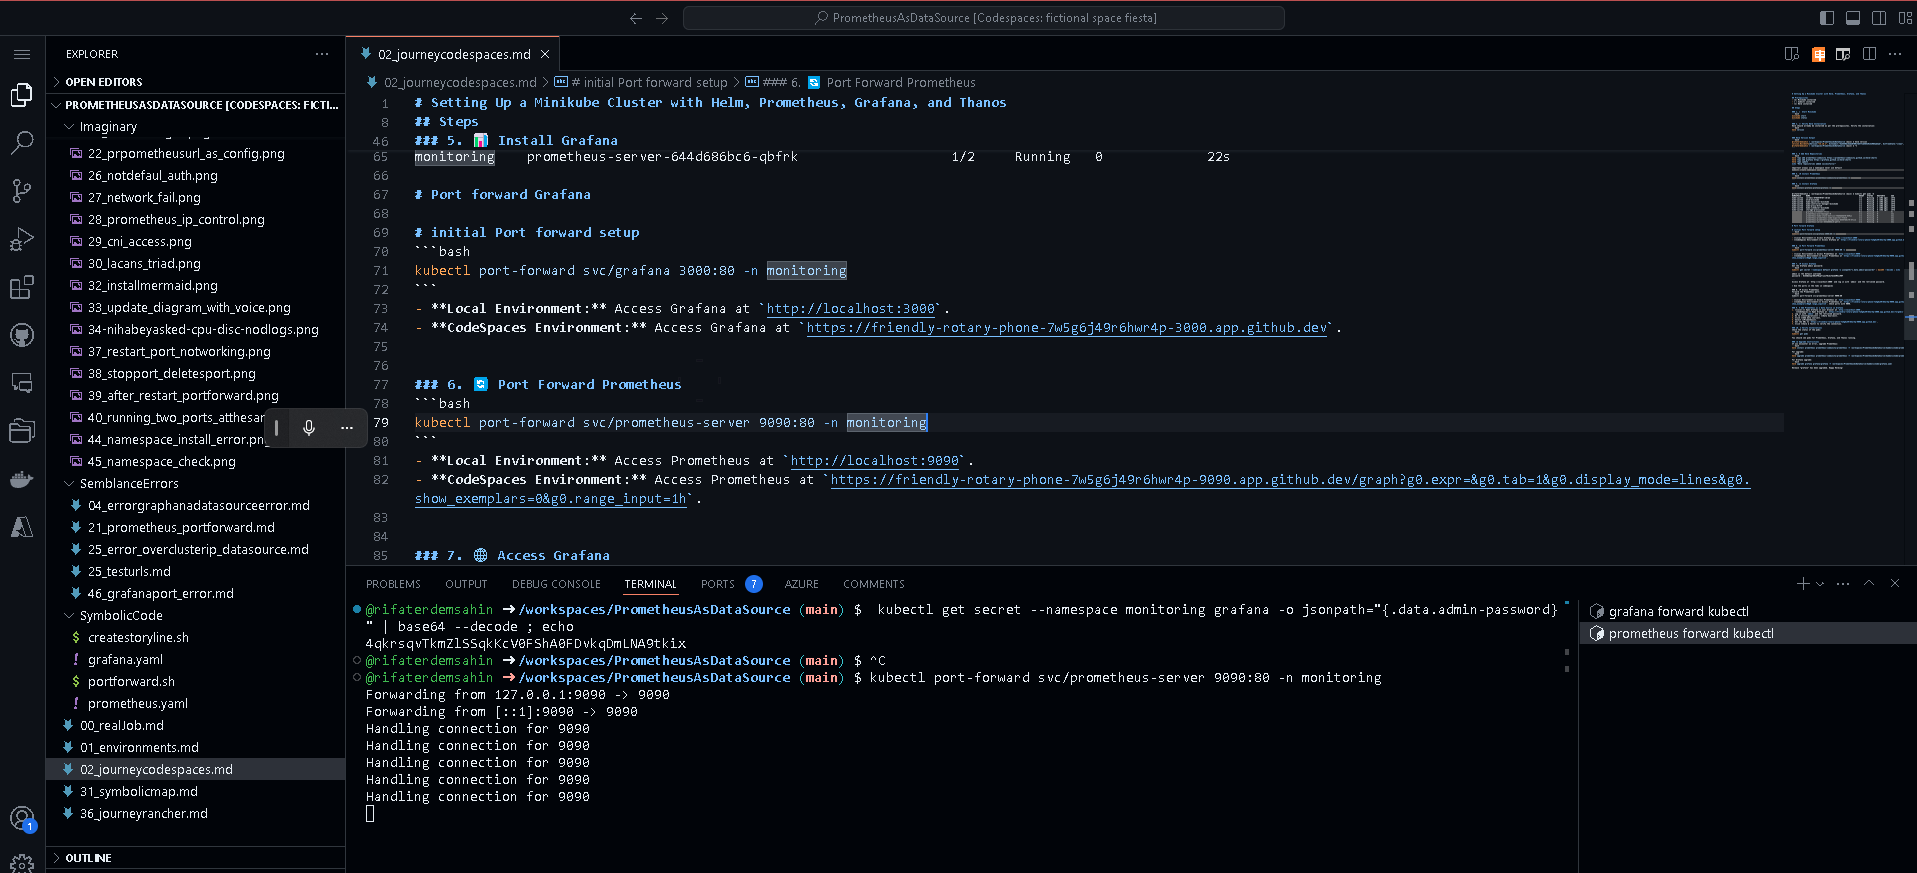 PrometheusAsDataSource [Codespaces: fictional space fiesta]
EXPLORER
OPEN EDITORS
PROMETHEUSASDATASOURCE [CODESPACES: FICTI...
Imaginary
22_prpometheusurl_as_config.png
26_notdefaul_auth.png
27_network_fail.png
28_prometheus_ip_control.png
29_cni_access.png
30_lacans_triad.png
32_installmermaid.png
33_update_diagram_with_voice.png
34-nihabeyasked-cpu-disc-nodlogs.png
37_restart_port_notworking.png
38_stopport_deletesport.png
39_after_restart_portforward.png
40_running_two_ports_atthesar
44_namespace_install_error.pn
45_namespace_check.png
SemblanceErrors
04_errorgraphanadatasourceerror.md
21_prometheus_portforward.md
25_error_overclusterip_datasource.md
25_testurls.md
46_grafanaport_error.md
SymbolicCode
createstoryline.sh
grafana.yaml
portforward.sh
prometheus.yaml
00_realJob.md
01_environments.md
02_journeycodespaces.md
31_symbolicmap.md
36_journeyrancher.md
OUTLINE
1
02_journeycodespaces.md
02_journeycodespaces.md > # initial Port forward setup > ### 6. 🔄 Port Forward Prometheus
1 # Setting Up a Minikube Cluster with Helm, Prometheus, Grafana, and Thanos
8 ## Steps
46 ### 5. 📊 Install Grafana
65 monitoring prometheus-server-644d686bc6-qbfrk 1/2 Running 0 22s
66
67 # Port forward Grafana
68
69 # initial Port forward setup
70 ```bash
71 kubectl port-forward svc/grafana 3000:80 -n monitoring
72 ```
73 - **Local Environment:** Access Grafana at `http://localhost:3000`.
74 - **CodeSpaces Environment:** Access Grafana at `https://friendly-rotary-phone-7w5g6j49r6hwr4p-3000.app.github.dev`.
75
76
77 ### 6. 🔄 Port Forward Prometheus
78 ```bash
79 kubectl port-forward svc/prometheus-server 9090:80 -n monitoring
80 ```
81 - **Local Environment:** Access Prometheus at `http://localhost:9090`.
82 - **CodeSpaces Environment:** Access Prometheus at `https://friendly-rotary-phone-7w5g6j49r6hwr4p-9090.app.github.dev/graph?g0.expr=&g0.tab=1&g0.display_mode=lines&g0.
show_exemplars=0&g0.range_input=1h`.
83
84
85 ### 7. 🌐 Access Grafana
PROBLEMS OUTPUT DEBUG CONSOLE TERMINAL PORTS 7 AZURE COMMENTS
@rifaterdemsahin ➜ /workspaces/PrometheusAsDataSource (main) $  kubectl get secret --namespace monitoring grafana -o jsonpath="{.data.admin-password}
" | base64 --decode ; echo
4qkrsqvTkmZlSSqkKcV0FShA0FDvkqDmLNA9tkix
@rifaterdemsahin ➜ /workspaces/PrometheusAsDataSource (main) $ ^C
@rifaterdemsahin ➜ /workspaces/PrometheusAsDataSource (main) $ kubectl port-forward svc/prometheus-server 9090:80 -n monitoring
Forwarding from 127.0.0.1:9090 -> 9090
Forwarding from [::1]:9090 -> 9090
Handling connection for 9090
Handling connection for 9090
Handling connection for 9090
Handling connection for 9090
Handling connection for 9090
grafana forward kubectl
prometheus forward kubectl